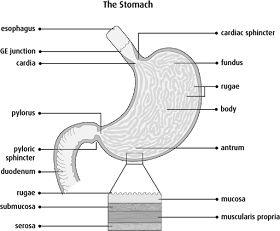 The Stomach
esophagus
cardiac sphincter
GE junction
cardia
fundus
rugae
body
pylorus
antrum
pyloric
sphincter
duodenum
rugae
mucosa
submucosa
muscularis propria
serosa